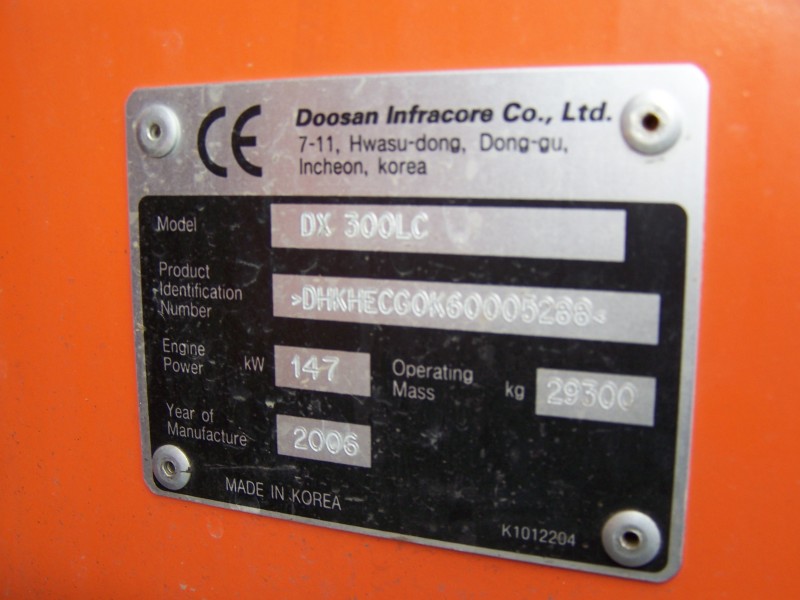 CE
Doosan Infracore Co., Ltd.
7-11, Hwasu-dong, Dong-gu,
Incheon, korea
Model DX 300LC
Product
Identification
Number
Engine
Power kW 147 Operating
Mass kg 29300
Year of
Manufacture 2006
MADE IN KOREA
K1012204